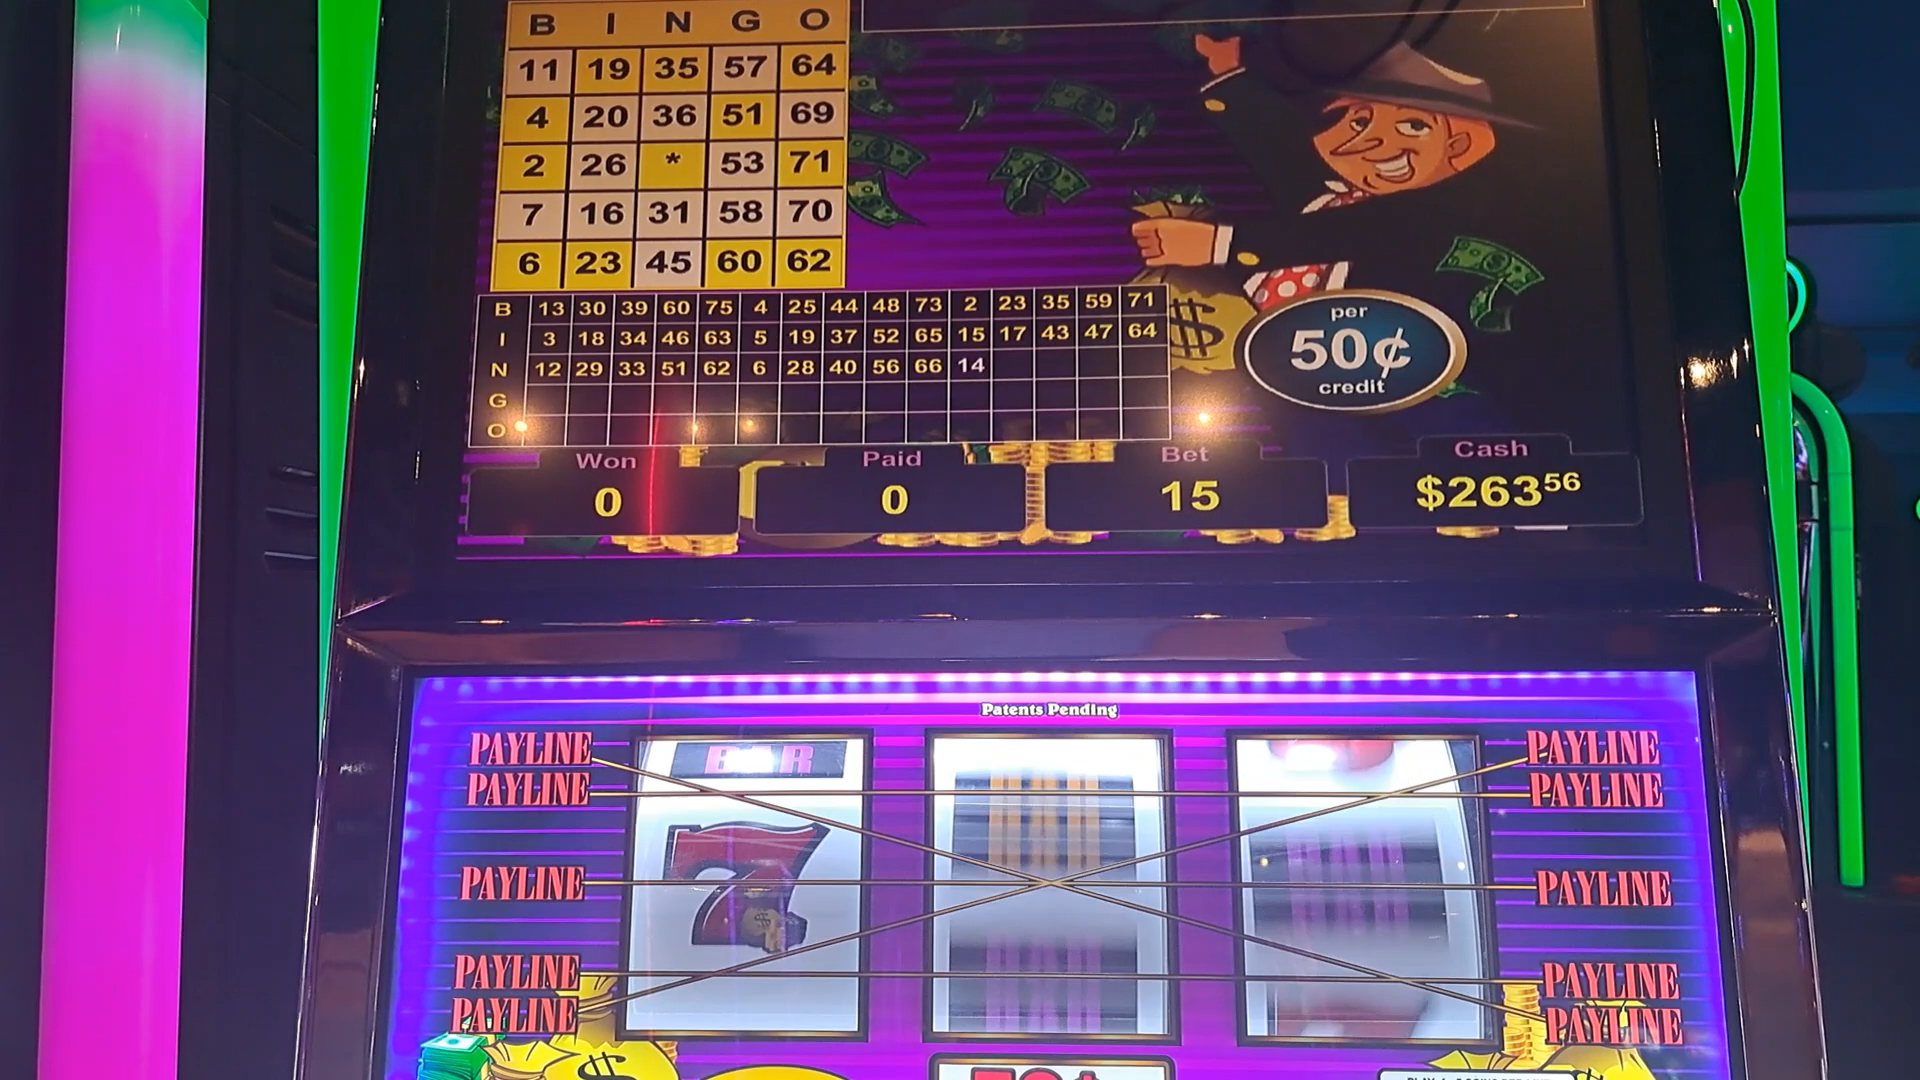 B I N G O
11 19 35 57 64
4 20 36 51 69
2 26 * 53 71
7 16 31 58 70
6 23 45 60 62
B 13 30 39 60 75 4 25 44 48 73 2 23 35 59 71
I 3 18 34 46 63 5 19 37 52 65 15 17 43 47 64
N 12 29 33 51 62 6 28 40 56 66 14
G
O
per
50¢
credit
Won Paid Bet Cash
0 0 15 $263 56
Patents Pending
PAYLINE PAYLINE
PAYLINE PAYLINE
PAYLINE PAYLINE
PAYLINE PAYLINE
PAYLINE PAYLINE
BAR
7